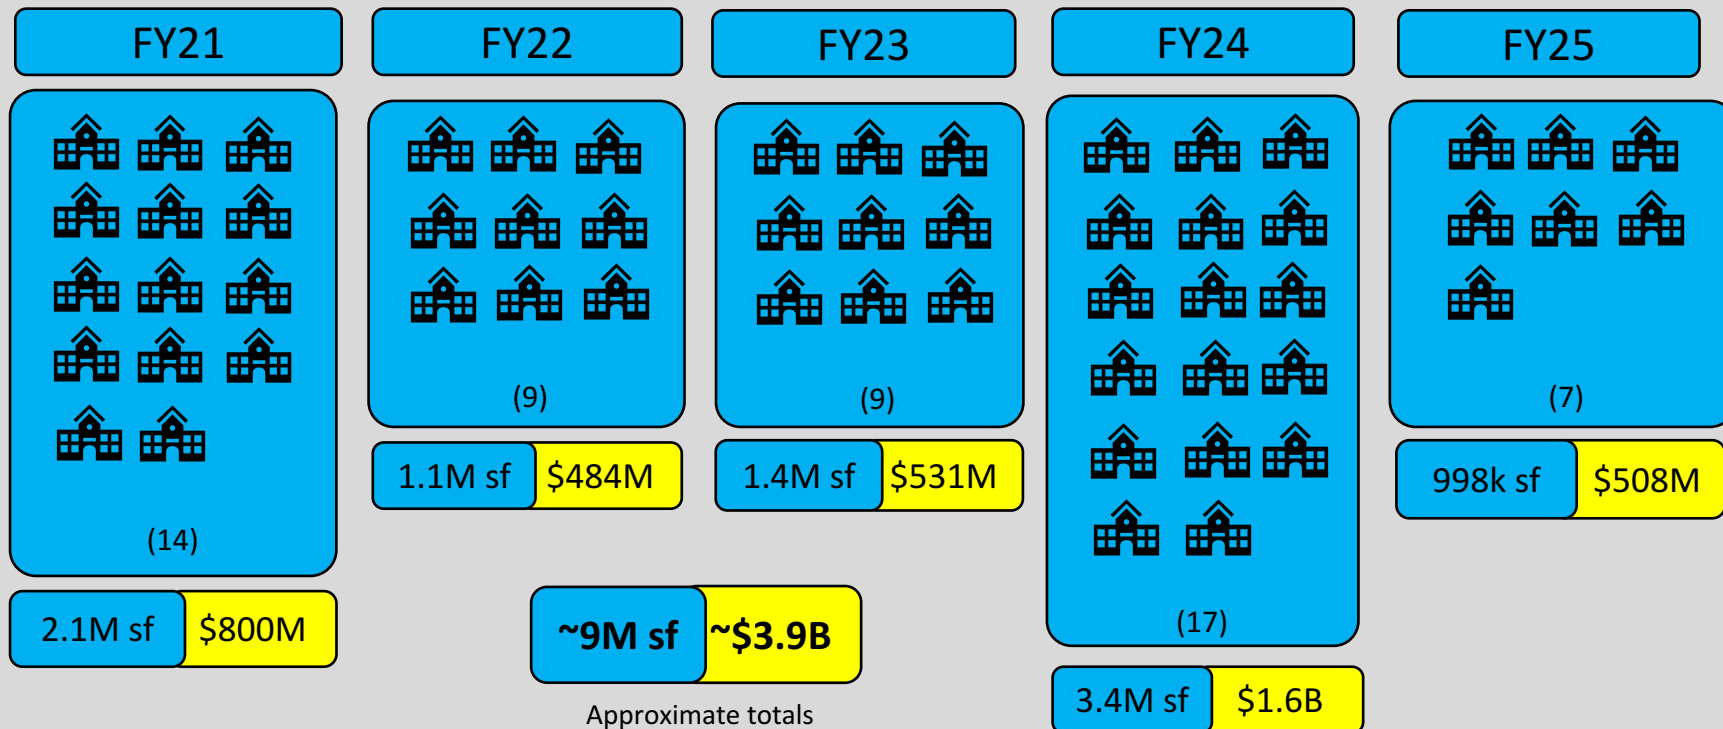 FY21
FY22
FY23
FY24
FY25
(14)
(9)
(9)
(17)
(7)
2.1M sf $800M
1.1M sf $484M
1.4M sf $531M
3.4M sf $1.6B
998k sf $508M
~9M sf ~$3.9B
Approximate totals